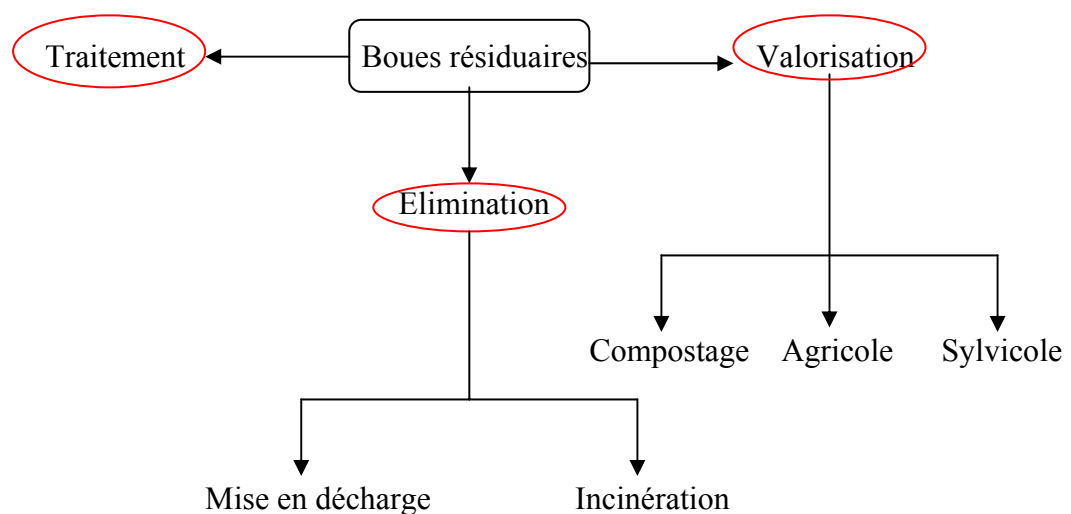 Traitement
Boues résiduaires
Valorisation
Elimination
Compostage
Agricole
Sylvicole
Mise en décharge
Incinération